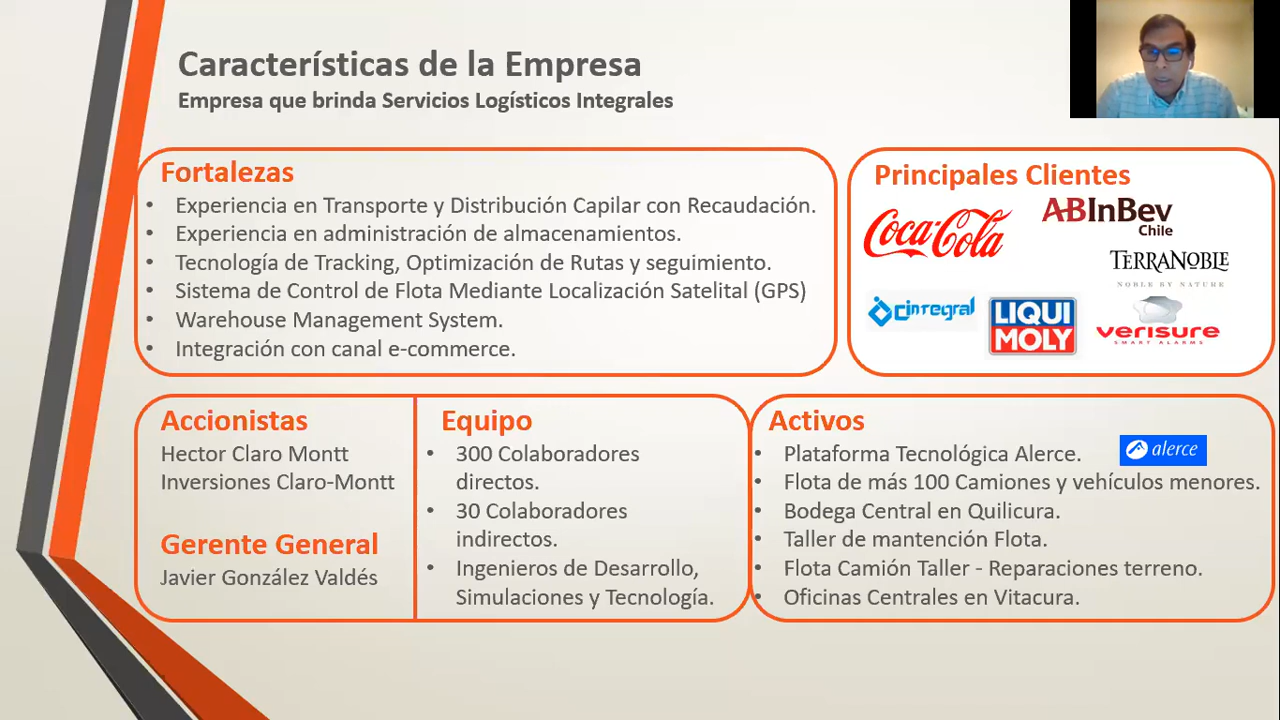 Características de la Empresa
Empresa que brinda Servicios Logísticos Integrales
Fortalezas
• Experiencia en Transporte y Distribución Capilar con Recaudación.
• Experiencia en administración de almacenamientos.
• Tecnología de Tracking, Optimización de Rutas y seguimiento.
• Sistema de Control de Flota Mediante Localización Satelital (GPS)
• Warehouse Management System.
• Integración con canal e-commerce.
Principales Clientes
Coca-Cola
ABInBev
Chile
TERRANOBLE
NOBLE BY NATURE
cintegral
LIQUI
MOLY
verisure
SMART ALARMS
Accionistas
Hector Claro Montt
Inversiones Claro-Montt
Gerente General
Javier González Valdés
Equipo
• 300 Colaboradores
directos.
• 30 Colaboradores
indirectos.
• Ingenieros de Desarrollo,
Simulaciones y Tecnología.
Activos
• Plataforma Tecnológica Alerce.
alerce
• Flota de más 100 Camiones y vehículos menores.
• Bodega Central en Quilicura.
• Taller de mantención Flota.
• Flota Camión Taller - Reparaciones terreno.
• Oficinas Centrales en Vitacura.